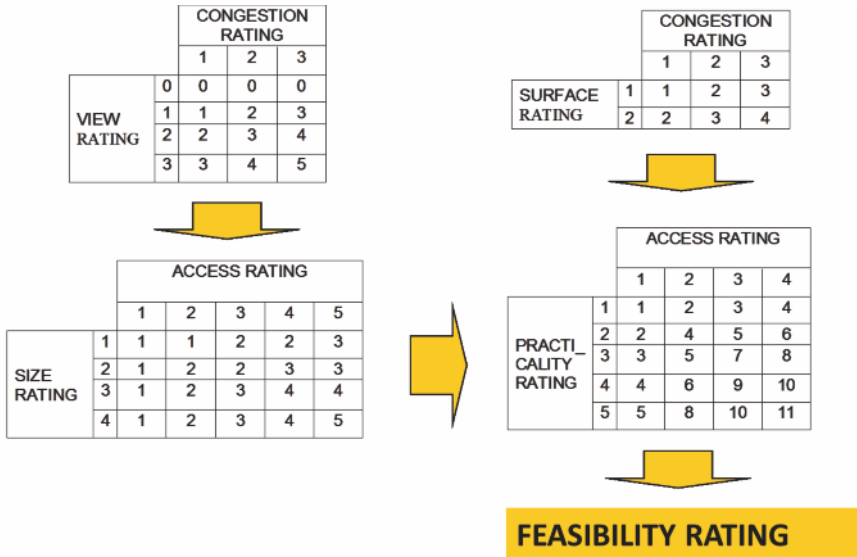 CONGESTION
RATING
1 2 3
VIEW
RATING
0 0 0 0
1 1 2 3
2 2 3 4
3 3 4 5
CONGESTION
RATING
1 2 3
SURFACE
RATING
1 1 2 3
2 2 3 4
ACCESS RATING
1 2 3 4 5
SIZE
RATING
1 1 1 2 2 3
2 1 2 2 3 3
3 1 2 3 4 4
4 1 2 3 4 5
ACCESS RATING
1 2 3 4
PRACTI–
CALITY
RATING
1 1 2 3 4
2 2 4 5 6
3 3 5 7 8
4 4 6 9 10
5 5 8 10 11
FEASIBILITY RATING